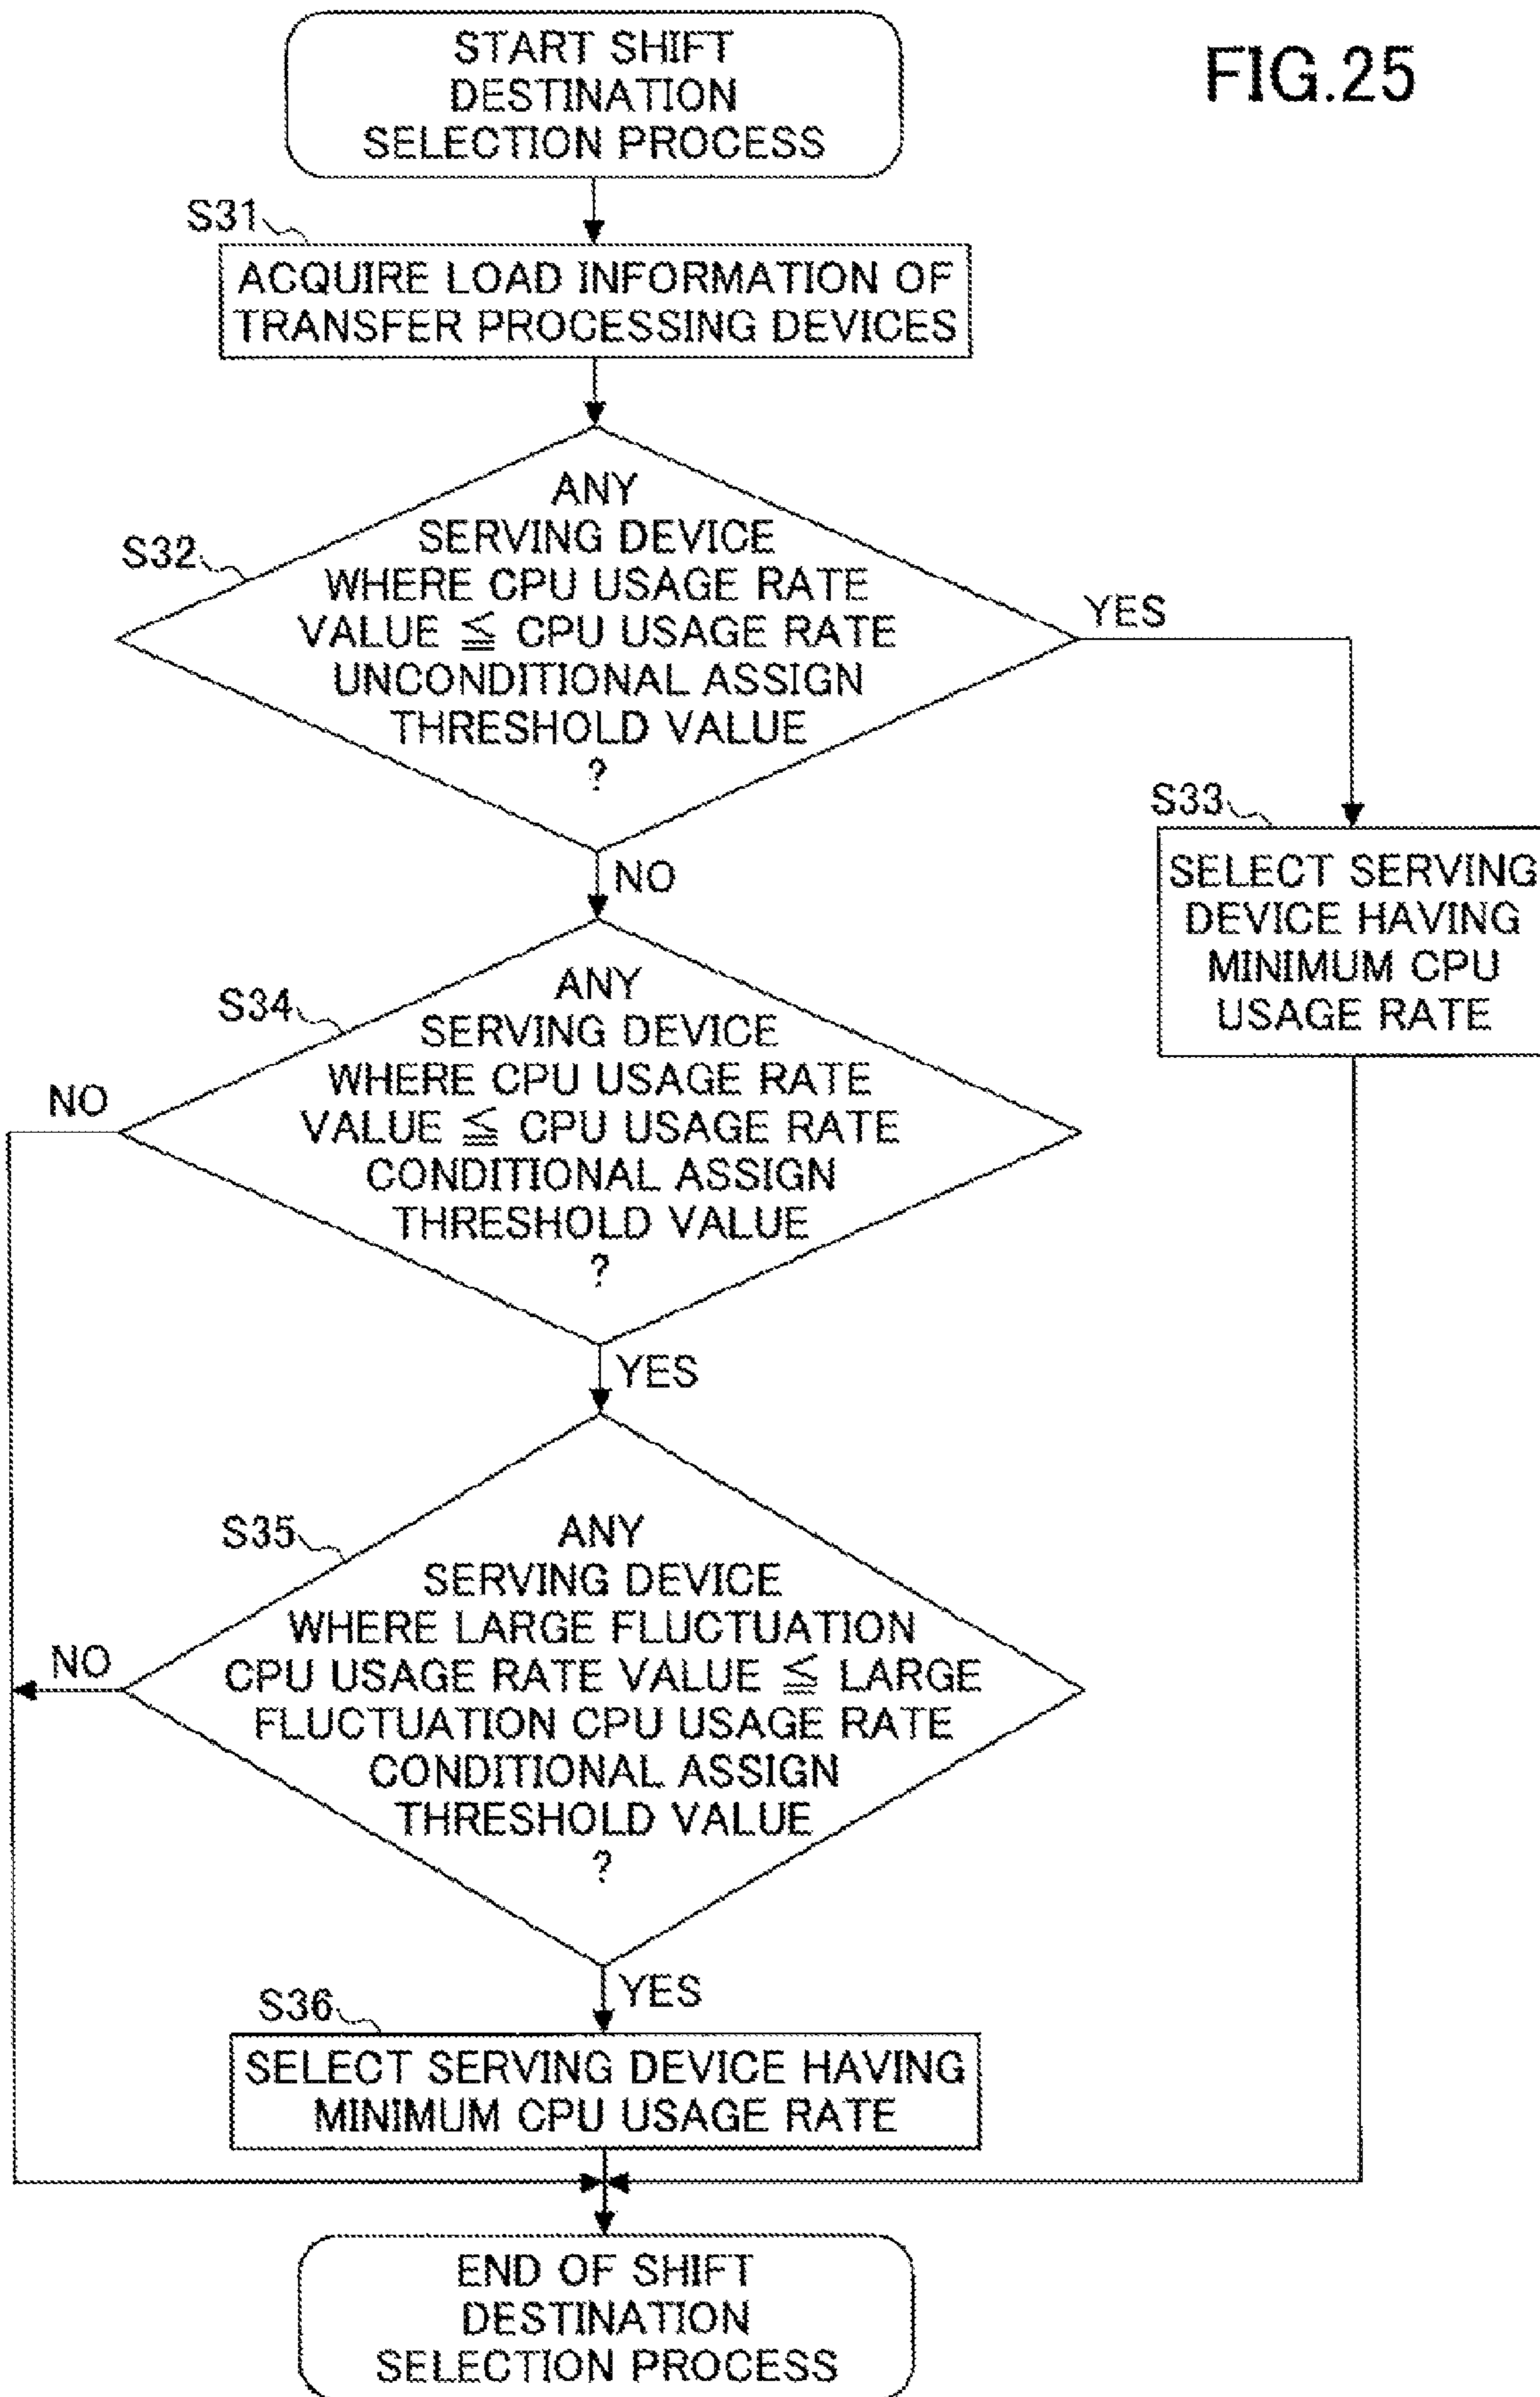 FIG.25
START SHIFT
DESTINATION
SELECTION PROCESS
S31
ACQUIRE LOAD INFORMATION OF
TRANSFER PROCESSING DEVICES
S32
ANY
SERVING DEVICE
WHERE CPU USAGE RATE
VALUE ≦ CPU USAGE RATE
UNCONDITIONAL ASSIGN
THRESHOLD VALUE
?
YES
NO
S33
SELECT SERVING
DEVICE HAVING
MINIMUM CPU
USAGE RATE
S34
ANY
SERVING DEVICE
WHERE CPU USAGE RATE
VALUE ≦ CPU USAGE RATE
CONDITIONAL ASSIGN
THRESHOLD VALUE
?
NO
YES
S35
ANY
SERVING DEVICE
WHERE LARGE FLUCTUATION
CPU USAGE RATE VALUE ≦ LARGE
FLUCTUATION CPU USAGE RATE
CONDITIONAL ASSIGN
THRESHOLD VALUE
?
NO
YES
S36
SELECT SERVING DEVICE HAVING
MINIMUM CPU USAGE RATE
END OF SHIFT
DESTINATION
SELECTION PROCESS